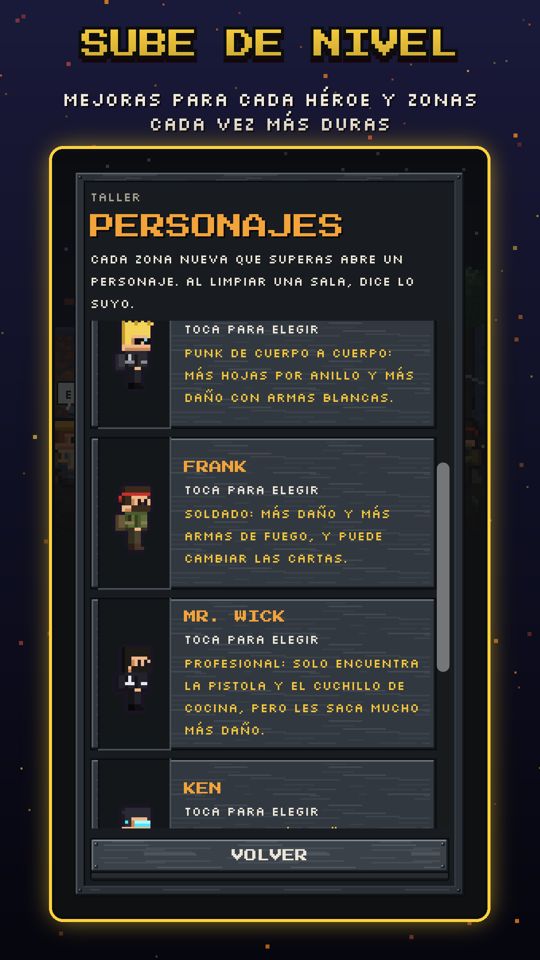 SUBE DE NIVEL
MEJORAS PARA CADA HÉROE Y ZONAS
CADA VEZ MÁS DURAS
TALLER
PERSONAJES
CADA ZONA NUEVA QUE SUPERAS ABRE UN
PERSONAJE. AL LIMPIAR UNA SALA, DICE LO
SUYO.
TOCA PARA ELEGIR
PUNK DE CUERPO A CUERPO:
MÁS HOJAS POR ANILLO Y MÁS
DAÑO CON ARMAS BLANCAS.
FRANK
TOCA PARA ELEGIR
SOLDADO: MÁS DAÑO Y MÁS
ARMAS DE FUEGO, Y PUEDE
CAMBIAR LAS CARTAS.
MR. WICK
TOCA PARA ELEGIR
PROFESIONAL: SOLO ENCUENTRA
LA PISTOLA Y EL CUCHILLO DE
COCINA, PERO LES SACA MUCHO
MÁS DAÑO.
KEN
TOCA PARA ELEGIR
VOLVER